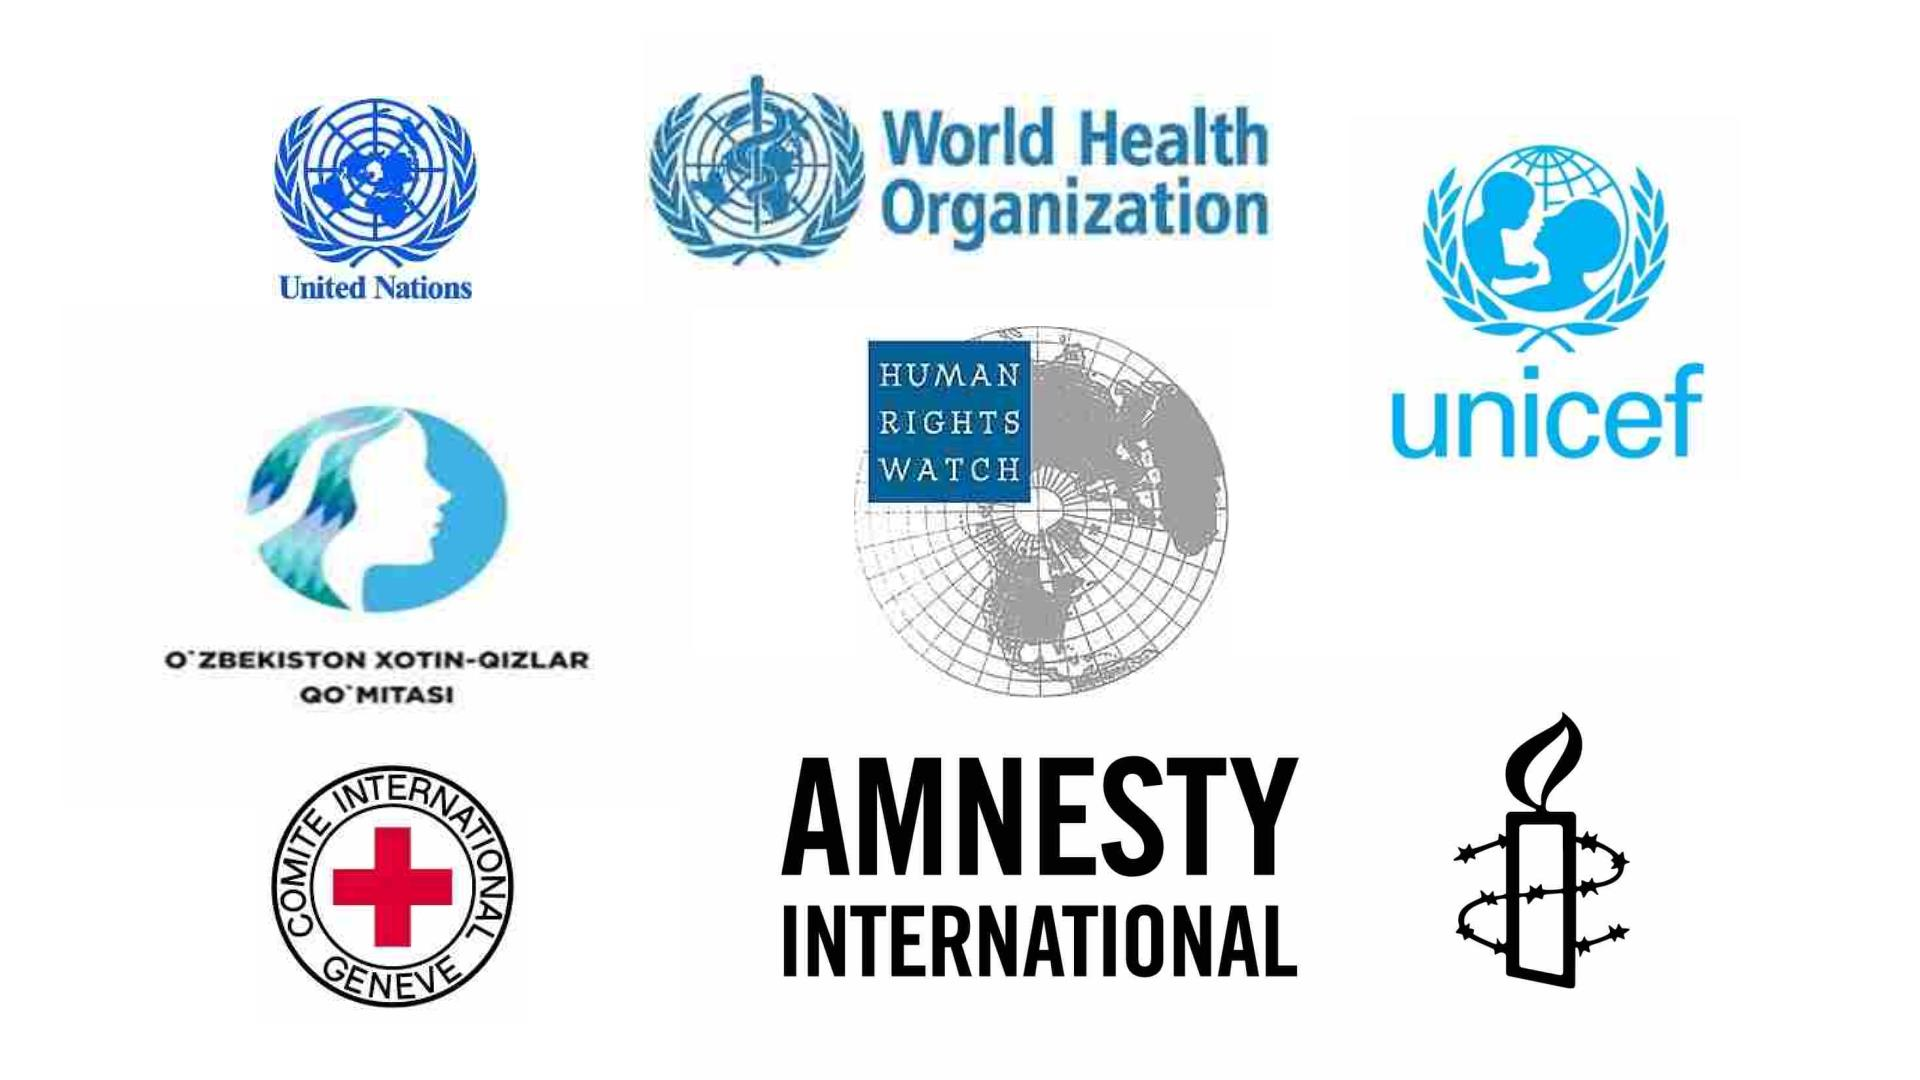 United Nations
World Health
Organization
unicef
HUMAN
RIGHTS
WATCH
O`ZBEKISTON XOTIN-QIZLAR
QO`MITASI
COMITE INTERNATIONAL
GENEVE
AMNESTY
INTERNATIONAL